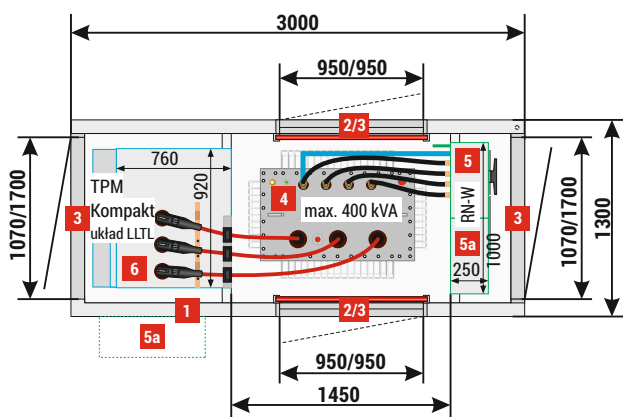 3000
950/950
2/3
760
TPM
Kompakt
układ LLTL
920
4
max. 400 kVA
5
RN-W
3
3
1070/1700
1070/1700
1300
6
5a
250
1000
1
2/3
5a
950/950
1450